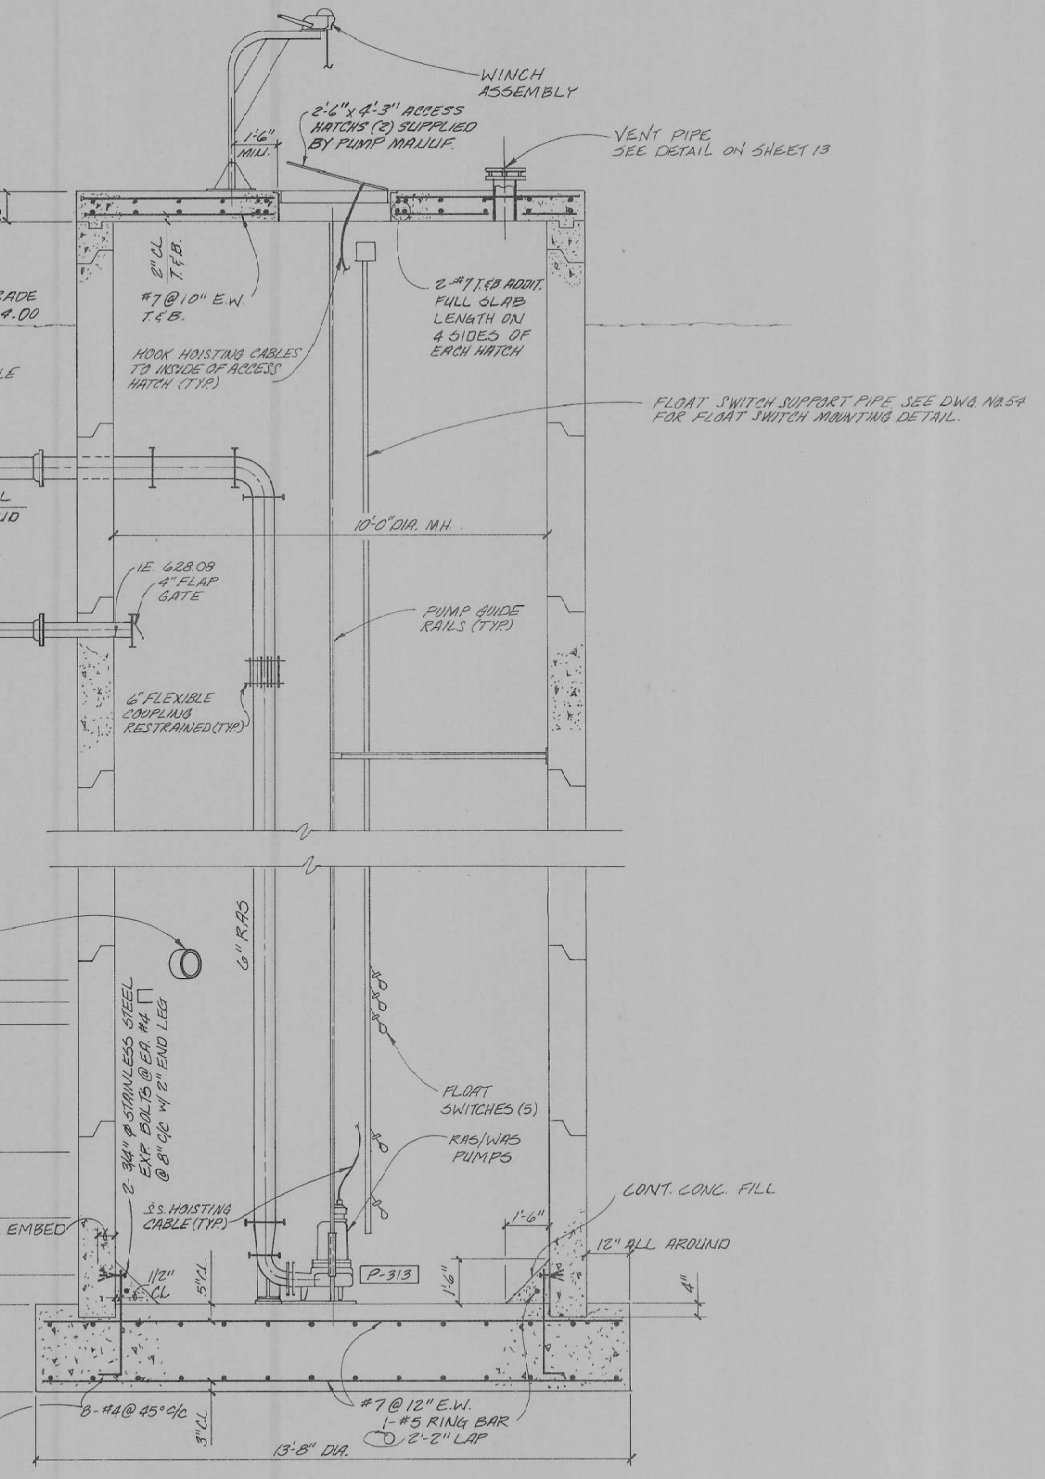 WINCH
ASSEMBLY
2'-6" x 4'-3" ACCESS
HATCHS (2) SUPPLIED
BY PUMP MANUF.
1'-6"
MIN.
VENT PIPE
SEE DETAIL ON SHEET 13
2" CL
T.&B.
#7@10" E.W.
T.&B.
2-#7 T.&B ADDIT.
FULL SLAB
LENGTH ON
4 SIDES OF
EACH HATCH
HOOK HOISTING CABLES
TO INSIDE OF ACCESS
HATCH (TYP.)
FLOAT SWITCH SUPPORT PIPE, SEE DWG. NO. 54
FOR FLOAT SWITCH MOUNTING DETAIL.
10'-0" DIA. M.H.
I.E. 628.09
4" FLAP
GATE
PUMP GUIDE
RAILS (TYP.)
6" FLEXIBLE
COUPLING
RESTRAINED (TYP.)
6" RAS
2-3/4" φ STAINLESS STEEL
EXP. BOLTS @ EA. #4
@ 8" C/C W/ 2" END LEG
FLOAT
SWITCHES (5)
RAS/WAS
PUMPS
S.S. HOISTING
CABLE (TYP.)
CONT. CONC. FILL
EMBED
1'-6"
12" ALL AROUND
1/2"
CL
5" CL
P-313
1'-6"
4"
8-#4@45° C/C
3" CL
#7@12" E.W.
1-#5 RING BAR
2'-2" LAP
13'-8" DIA.